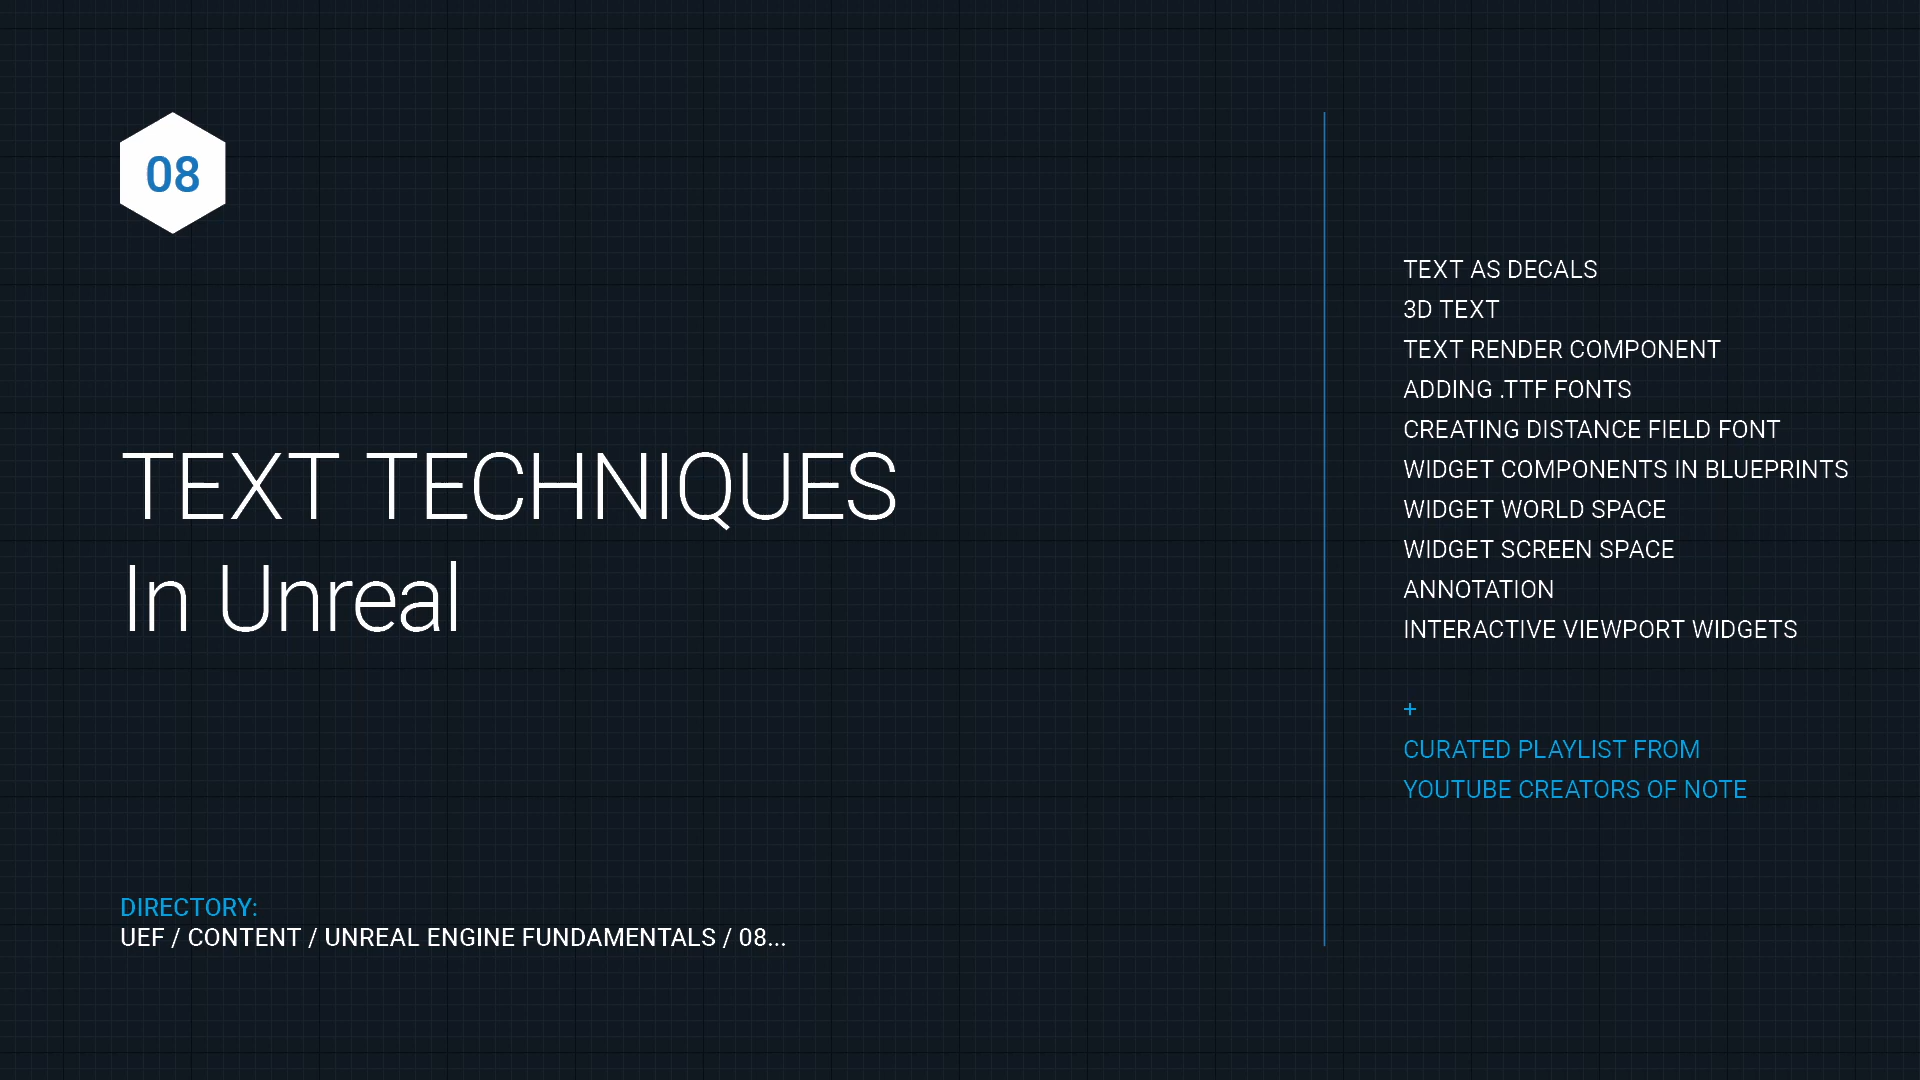 08
TEXT TECHNIQUES
In Unreal
DIRECTORY:
UEF / CONTENT / UNREAL ENGINE FUNDAMENTALS / 08...
TEXT AS DECALS
3D TEXT
TEXT RENDER COMPONENT
ADDING .TTF FONTS
CREATING DISTANCE FIELD FONT
WIDGET COMPONENTS IN BLUEPRINTS
WIDGET WORLD SPACE
WIDGET SCREEN SPACE
ANNOTATION
INTERACTIVE VIEWPORT WIDGETS
+
CURATED PLAYLIST FROM
YOUTUBE CREATORS OF NOTE